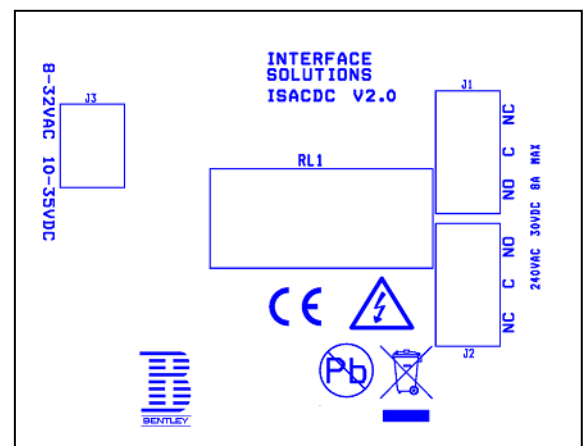 INTERFACE
SOLUTIONS
ISACDC V2.0
8-32VAC 10-35VDC
J3
RL1
J1
NC
C
NO
NO
C
NC
J2
240VAC 30VDC 8A MAX
CE
Pb
B
BENTLEY